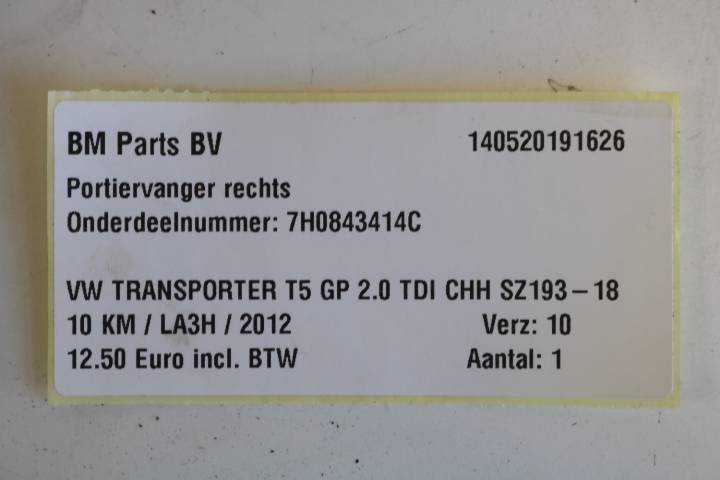 BM Parts BV 140520191626
Portiervanger rechts
Onderdeelnummer: 7H0843414C
VW TRANSPORTER T5 GP 2.0 TDI CHH SZ193-18
10 KM / LA3H / 2012 Verz: 10
12.50 Euro incl. BTW Aantal: 1